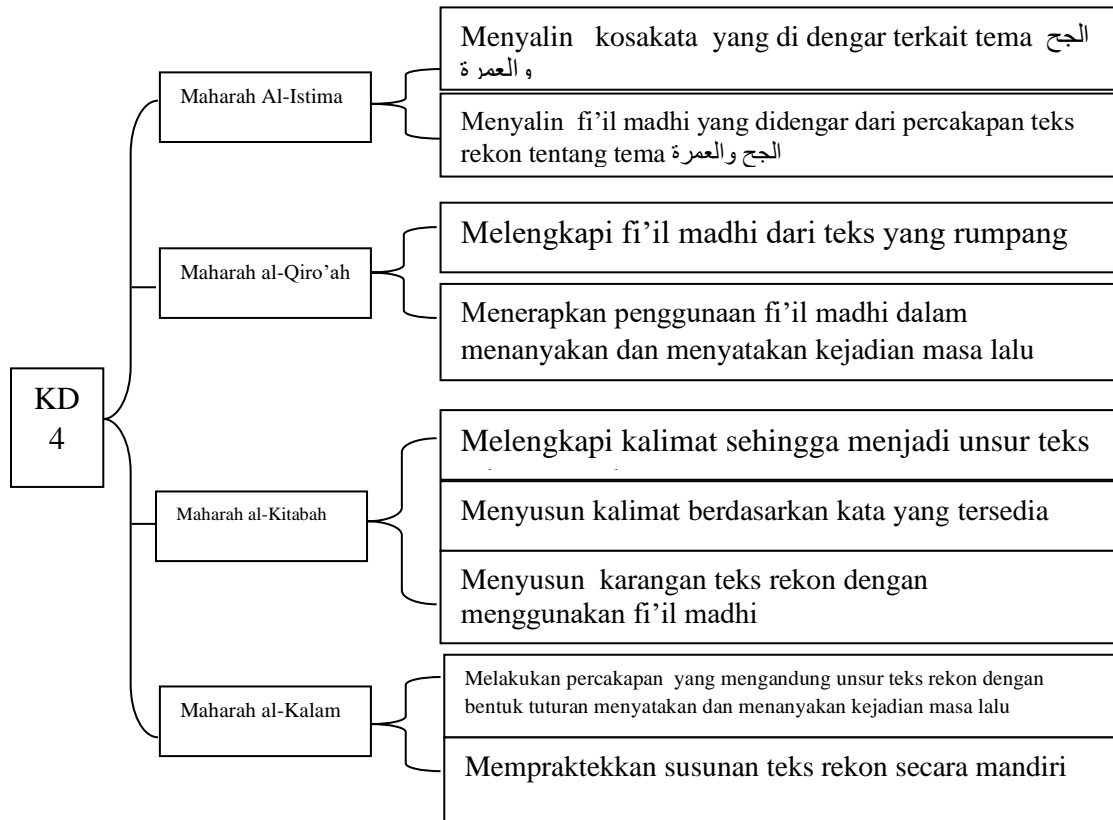 KD
4
Maharah Al-Istima
Menyalin kosakata yang di dengar terkait tema الجح
والعمرة
Menyalin fi’il madhi yang didengar dari percakapan teks
rekon tentang tema الجح والعمرة
Maharah al-Qiro’ah
Melengkapi fi’il madhi dari teks yang rumpang
Menerapkan penggunaan fi’il madhi dalam
menanyakan dan menyatakan kejadian masa lalu
Maharah al-Kitabah
Melengkapi kalimat sehingga menjadi unsur teks
Menyusun kalimat berdasarkan kata yang tersedia
Menyusun karangan teks rekon dengan
menggunakan fi’il madhi
Maharah al-Kalam
Melakukan percakapan yang mengandung unsur teks rekon dengan
bentuk tuturan menyatakan dan menanyakan kejadian masa lalu
Mempraktekkan susunan teks rekon secara mandiri